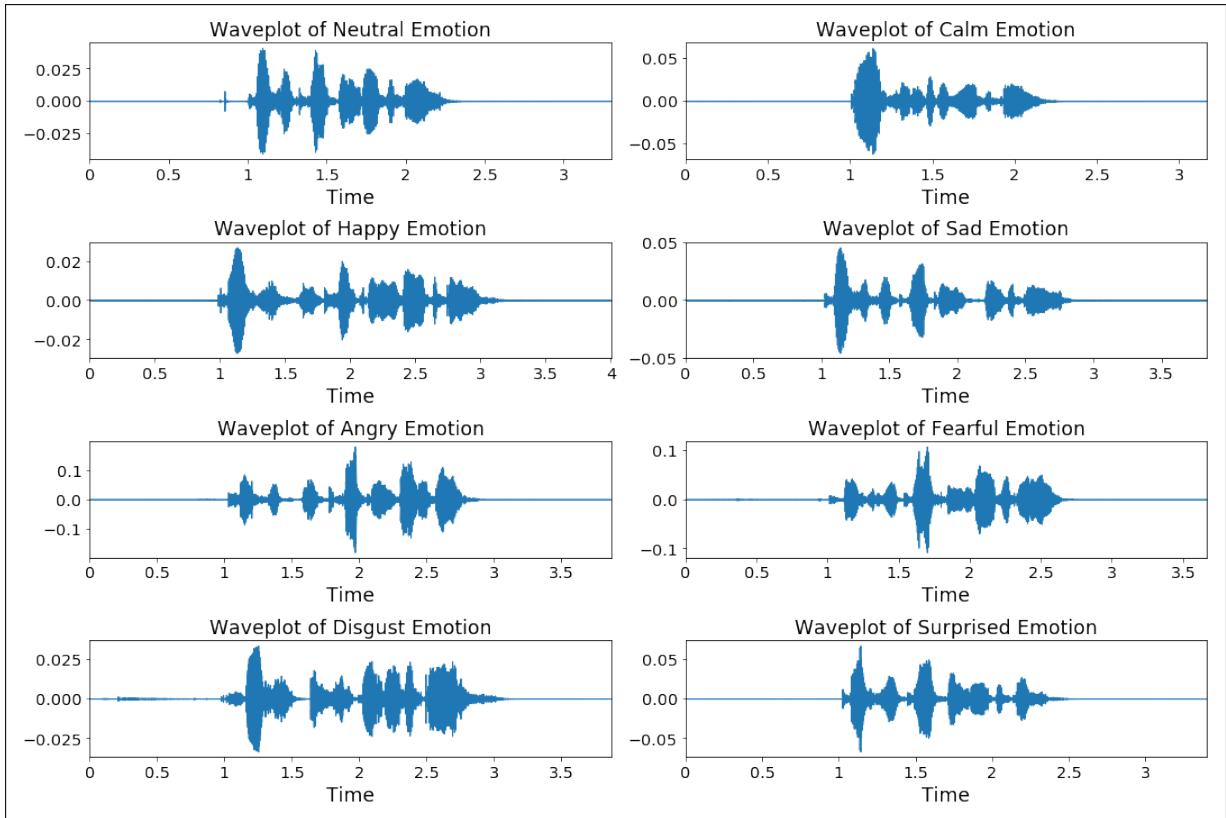 Waveplot of Neutral Emotion
0.025
0.000
−0.025
0 0.5 1 1.5 2 2.5 3
Time
Waveplot of Calm Emotion
0.05
0.00
−0.05
0 0.5 1 1.5 2 2.5 3
Time
Waveplot of Happy Emotion
0.02
0.00
−0.02
0 0.5 1 1.5 2 2.5 3 3.5 4
Time
Waveplot of Sad Emotion
0.05
0.00
−0.05
0 0.5 1 1.5 2 2.5 3 3.5
Time
Waveplot of Angry Emotion
0.1
0.0
−0.1
0 0.5 1 1.5 2 2.5 3 3.5
Time
Waveplot of Fearful Emotion
0.1
0.0
−0.1
0 0.5 1 1.5 2 2.5 3 3.5
Time
Waveplot of Disgust Emotion
0.025
0.000
−0.025
0 0.5 1 1.5 2 2.5 3 3.5
Time
Waveplot of Surprised Emotion
0.05
0.00
−0.05
0 0.5 1 1.5 2 2.5 3
Time